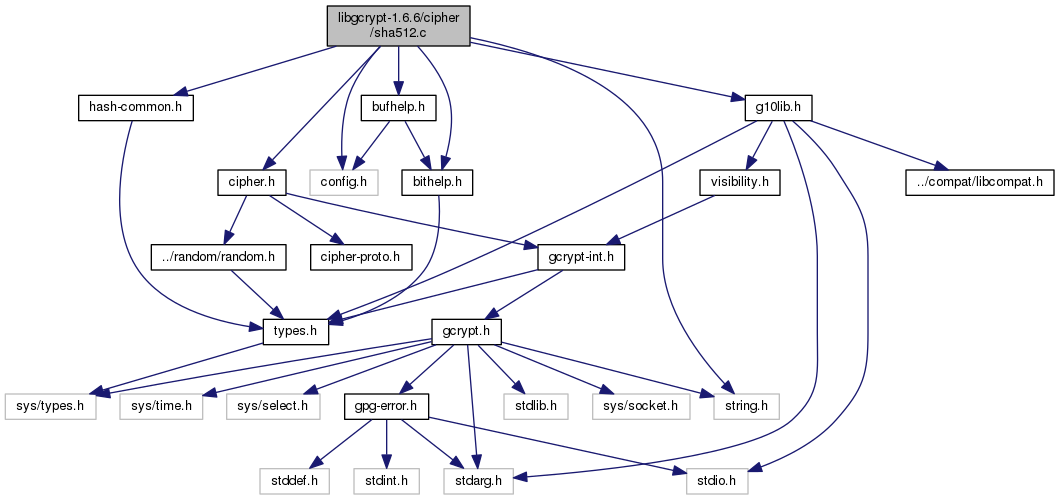 libgcrypt-1.6.6/cipher
/sha512.c
hash-common.h
bufhelp.h
g10lib.h
cipher.h
config.h
bithelp.h
visibility.h
../compat/libcompat.h
../random/random.h
cipher-proto.h
gcrypt-int.h
types.h
gcrypt.h
sys/types.h
sys/time.h
sys/select.h
gpg-error.h
stdlib.h
sys/socket.h
string.h
stddef.h
stdint.h
stdarg.h
stdio.h